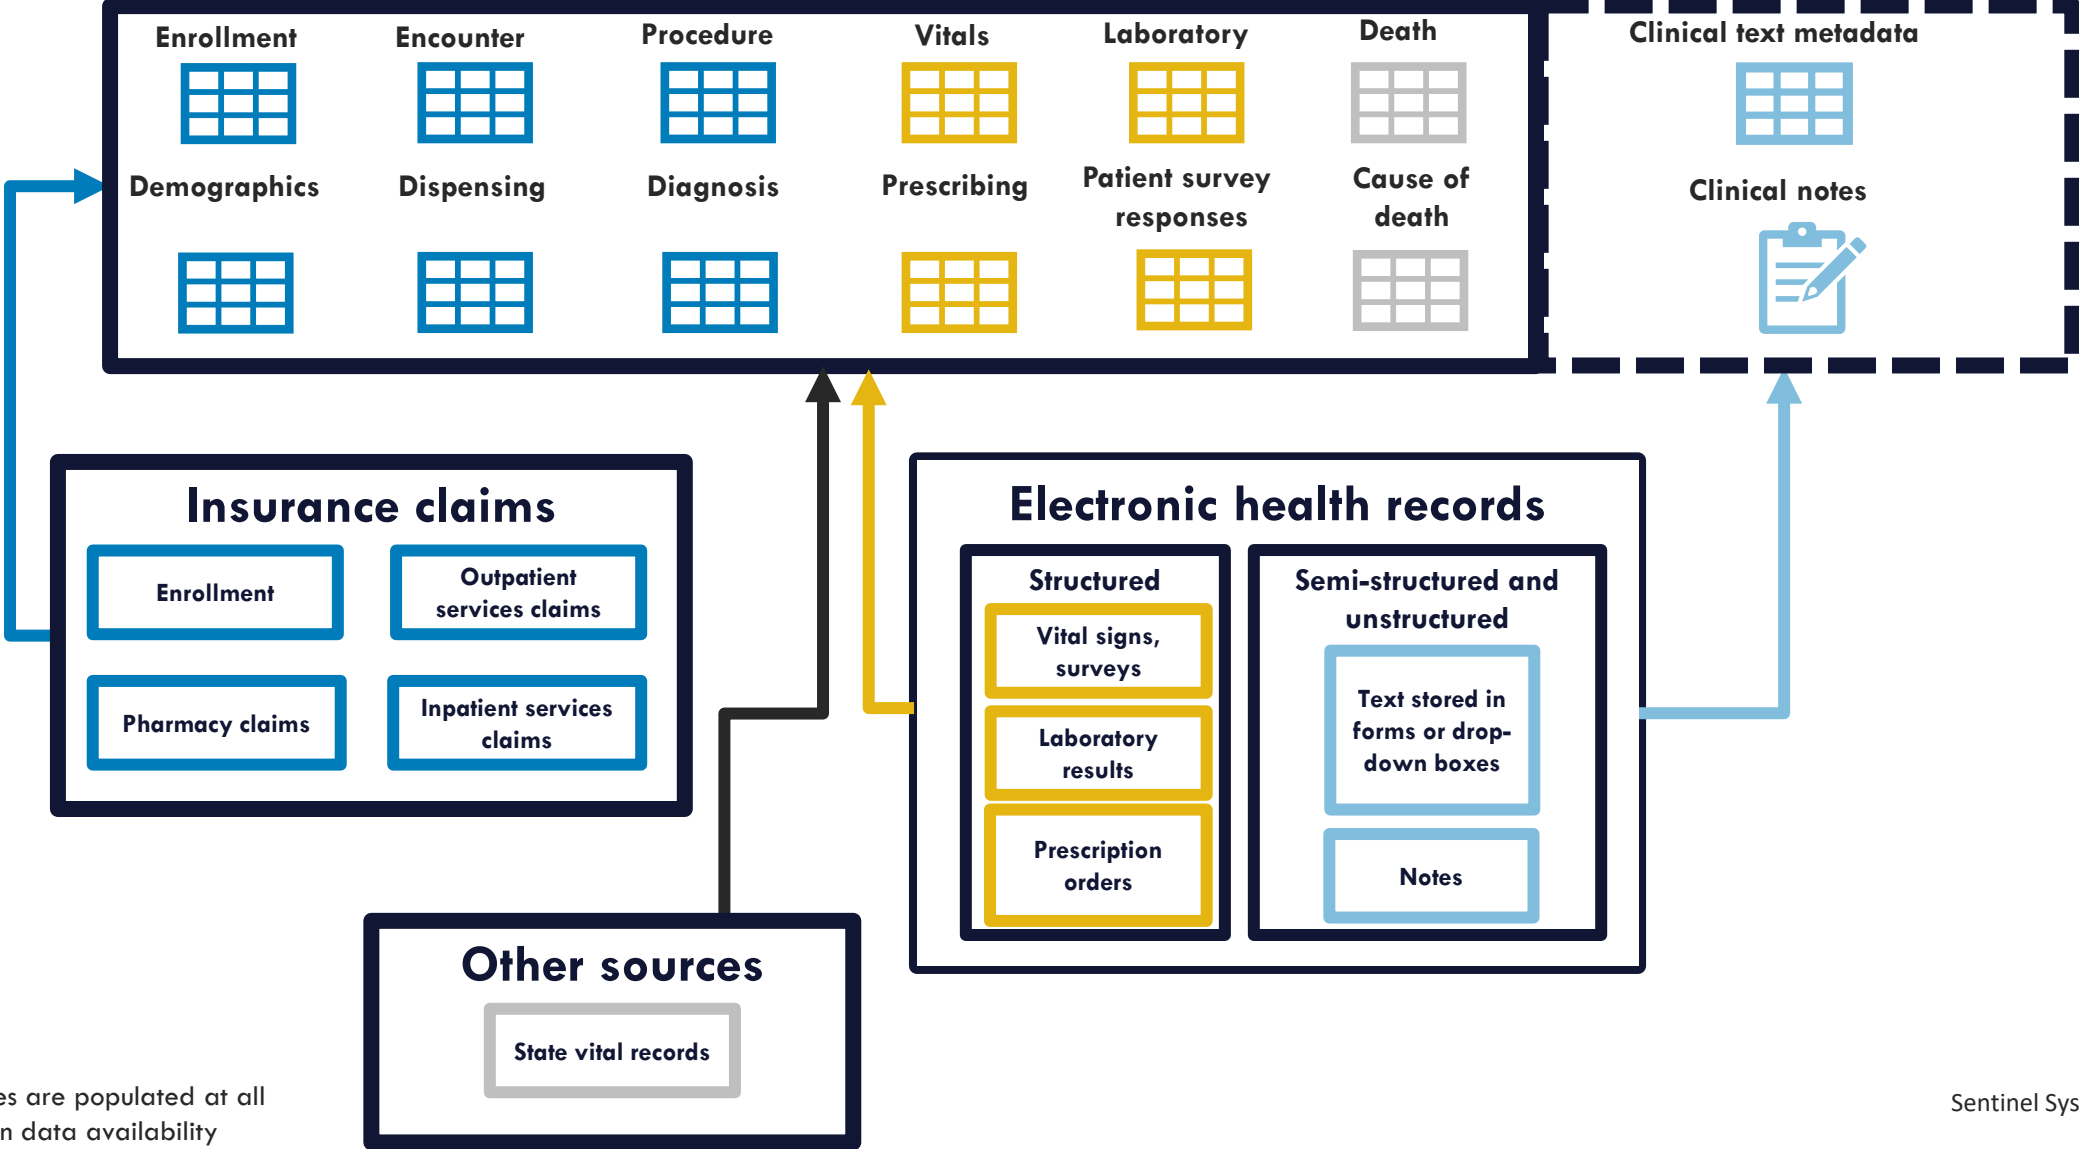 Enrollment
Encounter
Procedure
Vitals
Laboratory
Death
Clinical text metadata
Demographics
Dispensing
Diagnosis
Prescribing
Patient survey
responses
Cause of
death
Clinical notes
Insurance claims
Enrollment
Outpatient
services claims
Pharmacy claims
Inpatient services
claims
Electronic health records
Structured
Vital signs,
surveys
Laboratory
results
Prescription
orders
Semi-structured and
unstructured
Text stored in
forms or drop-
down boxes
Notes
Other sources
State vital records
are populated at all
data availability
Sentinel